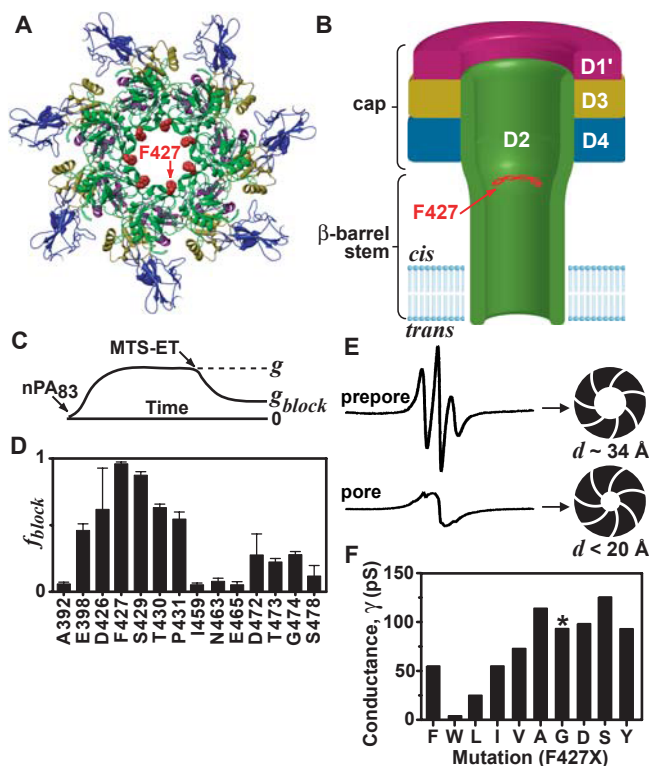 A
F427
B
cap
D1'
D3
D4
D2
F427
β-barrel
stem
cis
trans
C
MTS-ET
g
nPA83
gblock
Time
0
D
1
fblock
0
A392
E398
D426
F427
S429
T430
P431
I459
N463
E465
D472
T473
G474
S478
E
prepore
d ~ 34 Å
pore
d < 20 Å
F
Conductance, γ (pS)
150
100
50
0
*
F W L I V A G D S Y
Mutation (F427X)